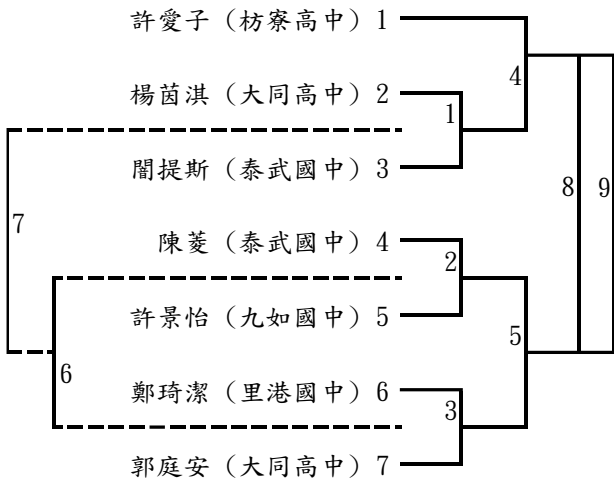 許愛子（枋寮高中）1
4
楊茵淇（大同高中）2
1
闍提斯（泰武國中）3
7
8
9
陳菱（泰武國中）4
2
許景怡（九如國中）5
5
6
鄭琦潔（里港國中）6
3
郭庭安（大同高中）7